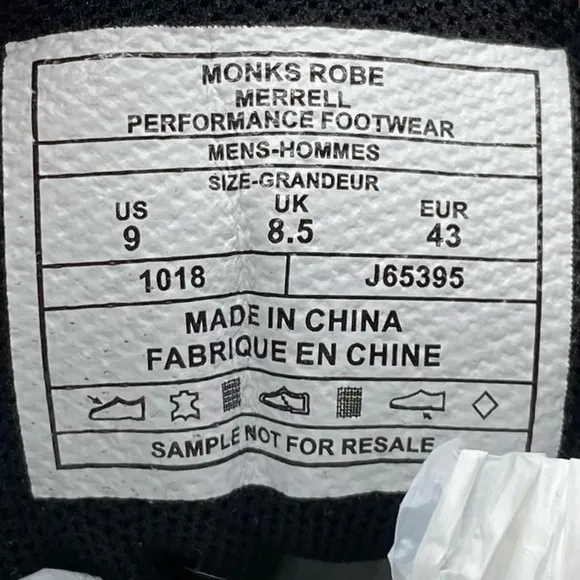 MONKS ROBE
MERRELL
PERFORMANCE FOOTWEAR
MENS-HOMMES
SIZE-GRANDEUR
US UK EUR
9 8.5 43
1018 J65395
MADE IN CHINA
FABRIQUE EN CHINE
SAMPLE NOT FOR RESALE